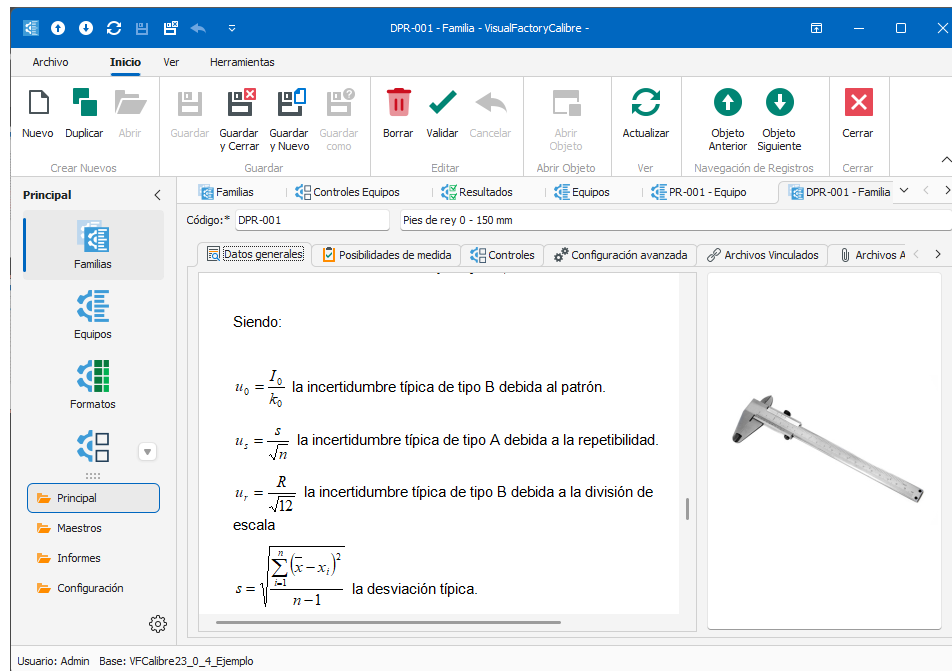 DPR-001 - Familia - VisualFactoryCalibre -
Archivo Inicio Ver Herramientas
Nuevo Duplicar Abrir Guardar Guardar y Cerrar Guardar y Nuevo Guardar como Borrar Validar Cancelar Abrir Objeto Actualizar Objeto Anterior Objeto Siguiente Cerrar
Crear Nuevos Guardar Editar Abrir Objeto Ver Navegación de Registros Cerrar
Principal
Familias
Equipos
Formatos
Principal
Maestros
Informes
Configuración
Familias Controles Equipos Resultados Equipos PR-001 - Equipo DPR-001 - Familia
Código:* DPR-001 Pies de rey 0 - 150 mm
Datos generales Posibilidades de medida Controles Configuración avanzada Archivos Vinculados Archivos A
Siendo:
u₀ = I₀/k₀ la incertidumbre típica de tipo B debida al patrón.
uₛ = s/√n la incertidumbre típica de tipo A debida a la repetibilidad.
uᵣ = R/√12 la incertidumbre típica de tipo B debida a la división de
escala
s = √(∑ⁿᵢ₌₁(x̄ − xᵢ)²/(n−1)) la desviación típica.
Usuario: Admin Base: VFCalibre23_0_4_Ejemplo